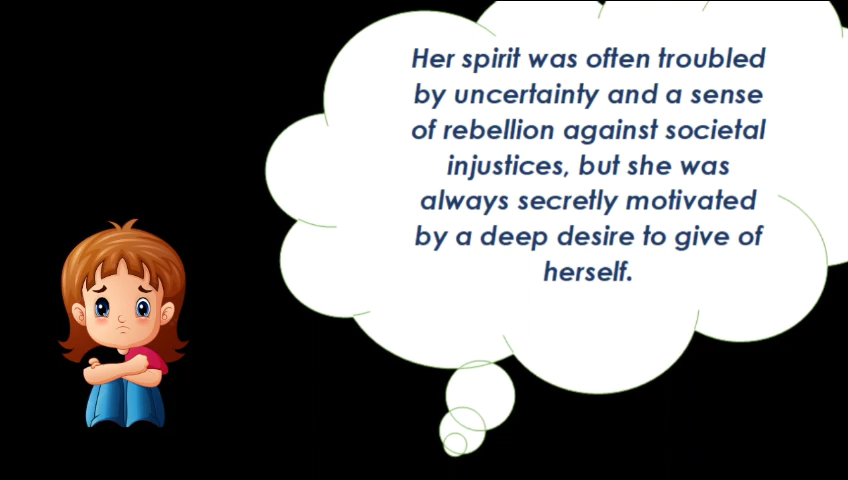 Her spirit was often troubled
by uncertainty and a sense
of rebellion against societal
injustices, but she was
always secretly motivated
by a deep desire to give of
herself.